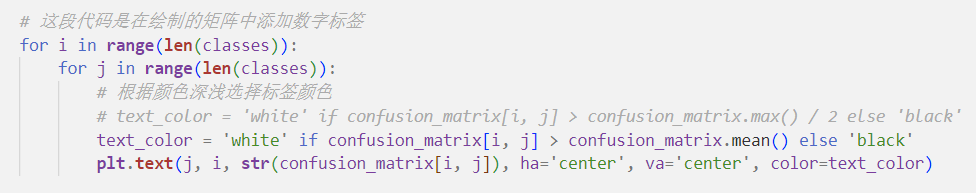 # 这段代码是在绘制的矩阵中添加数字标签
for i in range(len(classes)):
    for j in range(len(classes)):
        # 根据颜色深浅选择标签颜色
        # text_color = 'white' if confusion_matrix[i, j] > confusion_matrix.max() / 2 else 'black'
        text_color = 'white' if confusion_matrix[i, j] > confusion_matrix.mean() else 'black'
        plt.text(j, i, str(confusion_matrix[i, j]), ha='center', va='center', color=text_color)